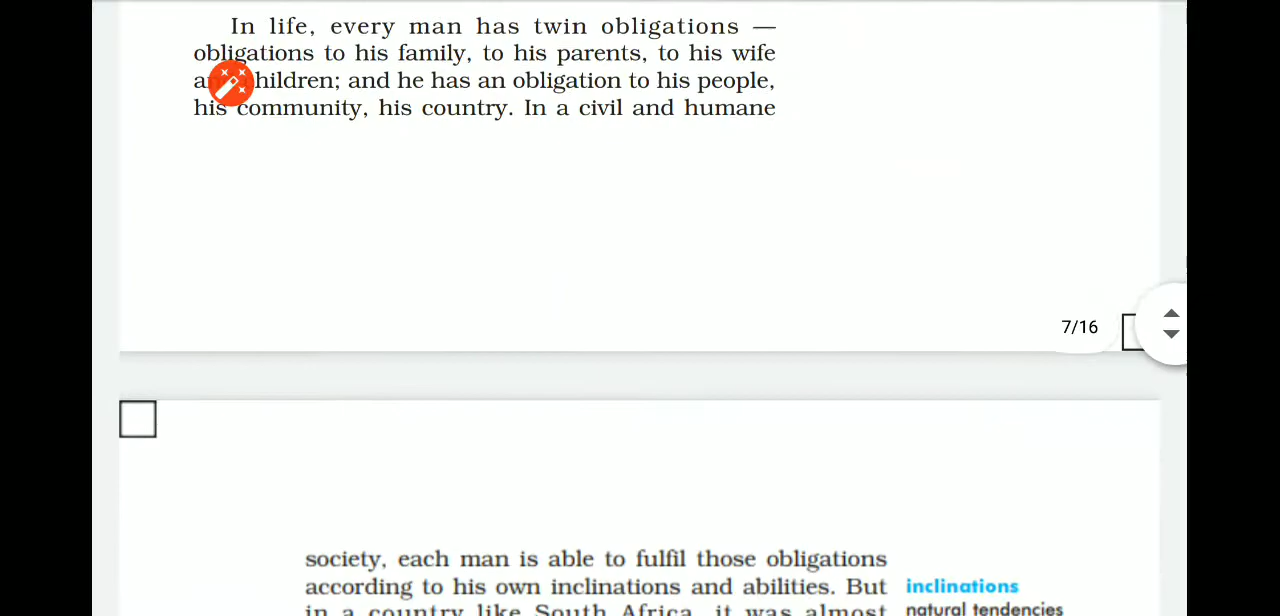 In life, every man has twin obligations —
obligations to his family, to his parents, to his wife
children; and he has an obligation to his people,
his community, his country. In a civil and humane
7/16
society, each man is able to fulfil those obligations
according to his own inclinations and abilities. But
inclinations
in a country like South Africa, it was almost
natural tendencies